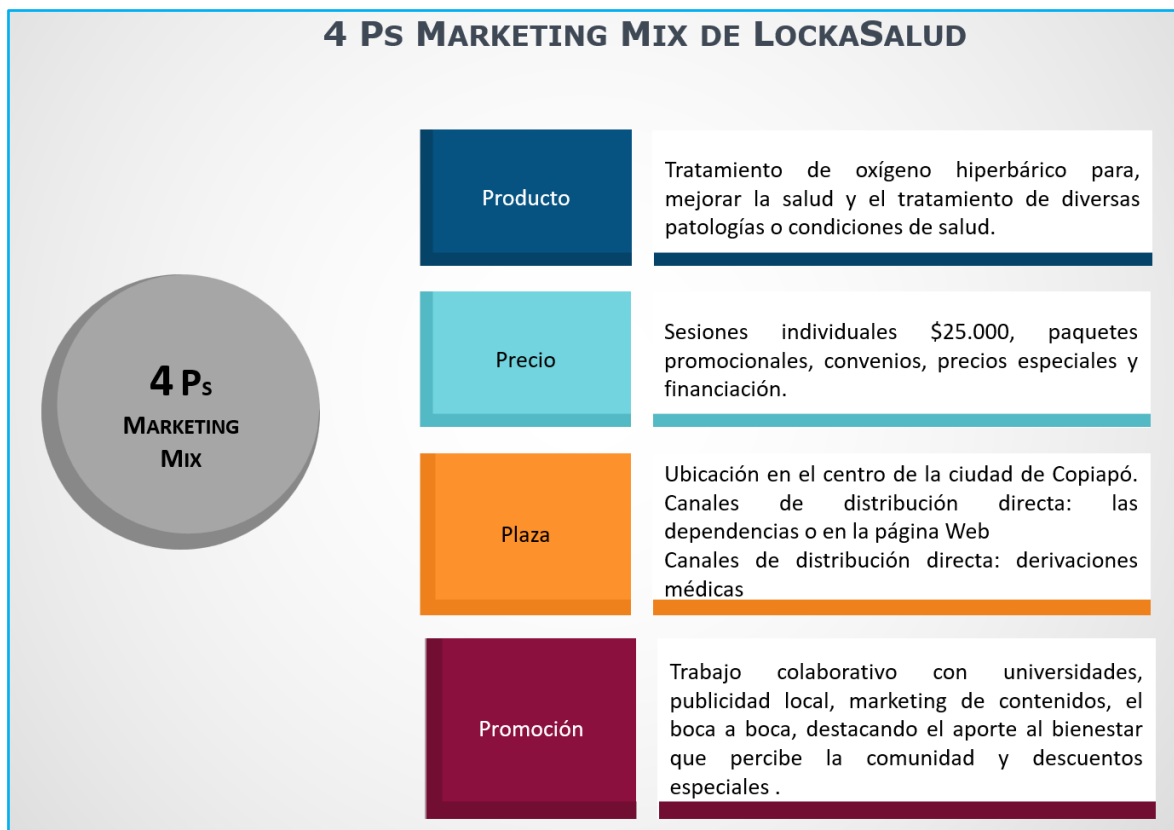 4 Ps Marketing Mix de LockaSalud
Producto
Tratamiento de oxígeno hiperbárico para,
mejorar la salud y el tratamiento de diversas
patologías o condiciones de salud.
4 Ps
Marketing
Mix
Precio
Sesiones individuales $25.000, paquetes
promocionales, convenios, precios especiales y
financiación.
Plaza
Ubicación en el centro de la ciudad de Copiapó.
Canales de distribución directa: las
dependencias o en la página Web
Canales de distribución directa: derivaciones
médicas
Promoción
Trabajo colaborativo con universidades,
publicidad local, marketing de contenidos, el
boca a boca, destacando el aporte al bienestar
que percibe la comunidad y descuentos
especiales .